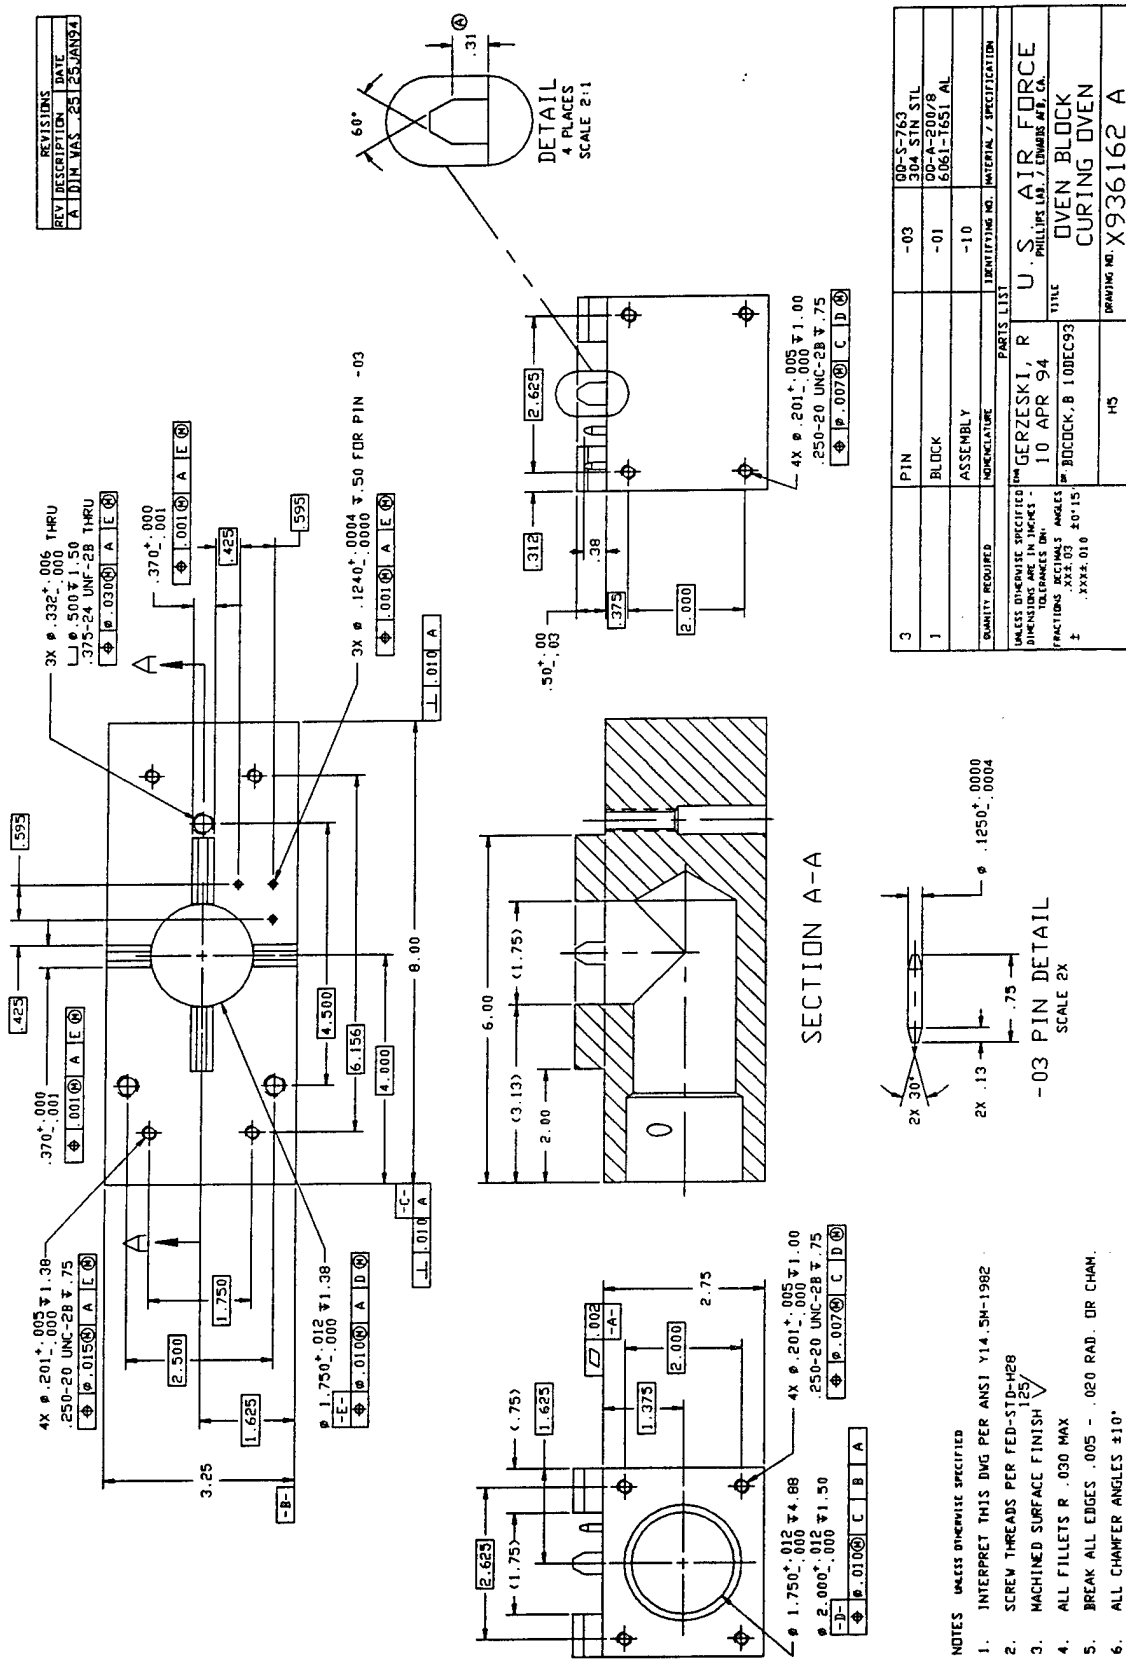 REVISIONS
REV DESCRIPTION DATE
A DIM WAS .25 25JAN94
.425
.595
.370 +.000 -.001
⌖ .001Ⓜ A E Ⓜ
3X ⌀ .332 +.006 -.000 THRU
⌴ ⌀ .500 ↧ 1.50
.375-24 UNF-2B THRU
⌖ ⌀.030Ⓜ A E Ⓜ
.370 +.000 -.001
⌖ .001Ⓜ A E Ⓜ
.425
.595
3X ⌀ .1240 +.0004 -.0000 ↧.50 FOR PIN -03
⌖ .001Ⓜ A E Ⓜ
⊥ .010 A
A
A
4X ⌀.201 +.005 -.000 ↧1.38
.250-20 UNC-2B ↧.75
⌖ ⌀.015Ⓜ A E Ⓜ
1.750
2.500
1.625
3.25
-B-
4.500
6.156
4.000
8.00
-C-
⊥ .010 A
⌀ 1.750 +.012 -.000 ↧1.38
-E-
⌖ ⌀.010Ⓜ A D Ⓜ
60°
.31
A
DETAIL
4 PLACES
SCALE 2:1
2.625
.312
.38
.50 +.00 -.03
.375
2.000
4X ⌀ .201 +.005 -.000 ↧1.00
.250-20 UNC-2B ↧.75
⌖ ⌀.007Ⓜ C D Ⓜ
6.00
(3.13)
(1.75)
2.00
SECTION A-A
2.625
(1.75)
(.75)
1.625
1.375
2.000
⏥ .002
-A-
2.75
4X ⌀.201 +.005 -.000 ↧1.00
.250-20 UNC-2B ↧.75
⌖ ⌀.007Ⓜ C D Ⓜ
⌀ 1.750 +.012 -.000 ↧4.88
⌀ 2.000 +.012 -.000 ↧1.50
-D-
⌖ ⌀.010Ⓜ C B A
2X 30°
2X .13
.75
⌀ .1250 +.0000 -.0004
-03 PIN DETAIL
SCALE 2X
NOTES UNLESS OTHERWISE SPECIFIED
1. INTERPRET THIS DWG PER ANSI Y14.5M-1982
2. SCREW THREADS PER FED-STD-H28
3. MACHINED SURFACE FINISH 125/
4. ALL FILLETS R .030 MAX
5. BREAK ALL EDGES .005 - .020 RAD. OR CHAM.
6. ALL CHAMFER ANGLES ±10°
3 PIN -03 QQ-S-763 304 STN STL
1 BLOCK -01 QQ-A-200/8 6061-T651 AL
ASSEMBLY -10
QUANITY REQUIRED NOMENCLATURE IDENTIFYING NO. MATERIAL / SPECIFICATION
PARTS LIST
UNLESS OTHERWISE SPECIFIED
DIMENSIONS ARE IN INCHES -
TOLERANCES ON:
FRACTIONS DECIMALS ANGLES
± .XX±.03 ±0°15'
.XXX±.010
GERZESKI, R
10 APR 94
BOCOCK, B 10DEC93
U.S. AIR FORCE
PHILLIPS LAB. / EDWARDS AFB, CA.
TITLE
OVEN BLOCK
CURING OVEN
HS
DRAWING NO. X936162 A